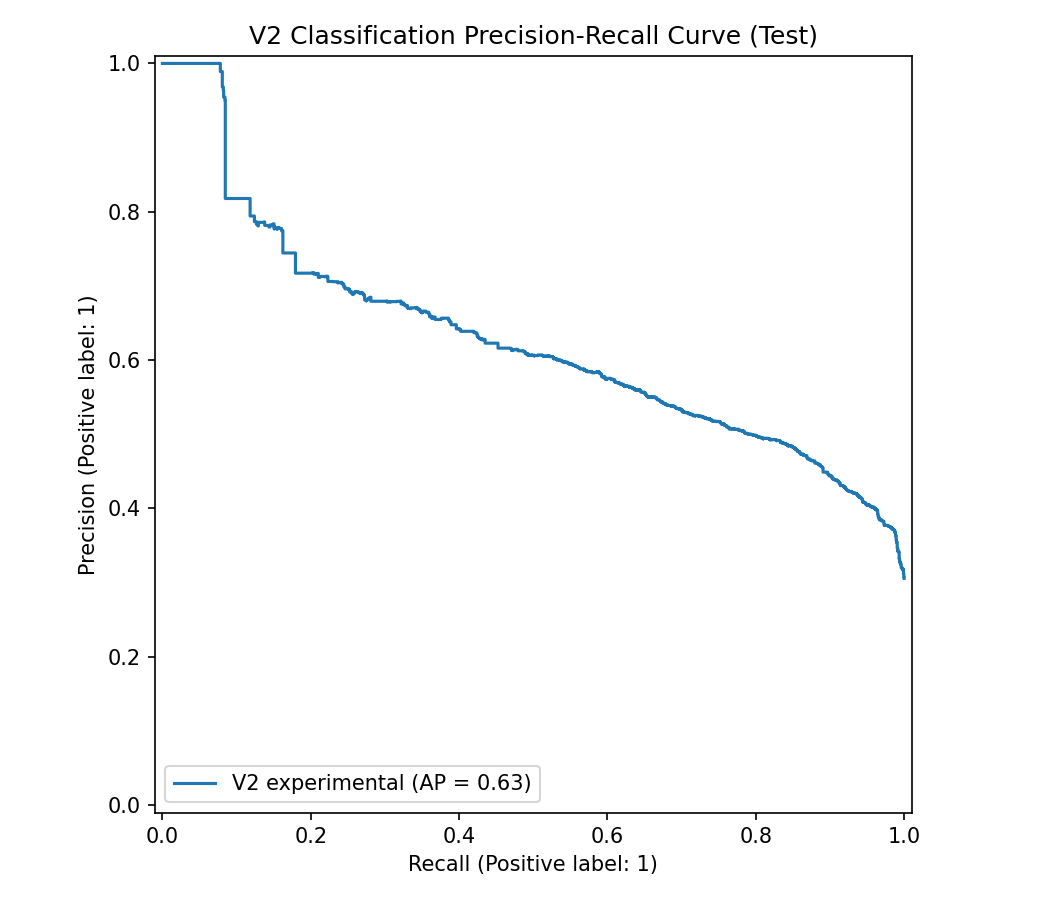 V2 Classification Precision-Recall Curve (Test)
1.0
0.8
0.6
0.4
0.2
0.0
Precision (Positive label: 1)
V2 experimental (AP = 0.63)
0.0 0.2 0.4 0.6 0.8 1.0
Recall (Positive label: 1)